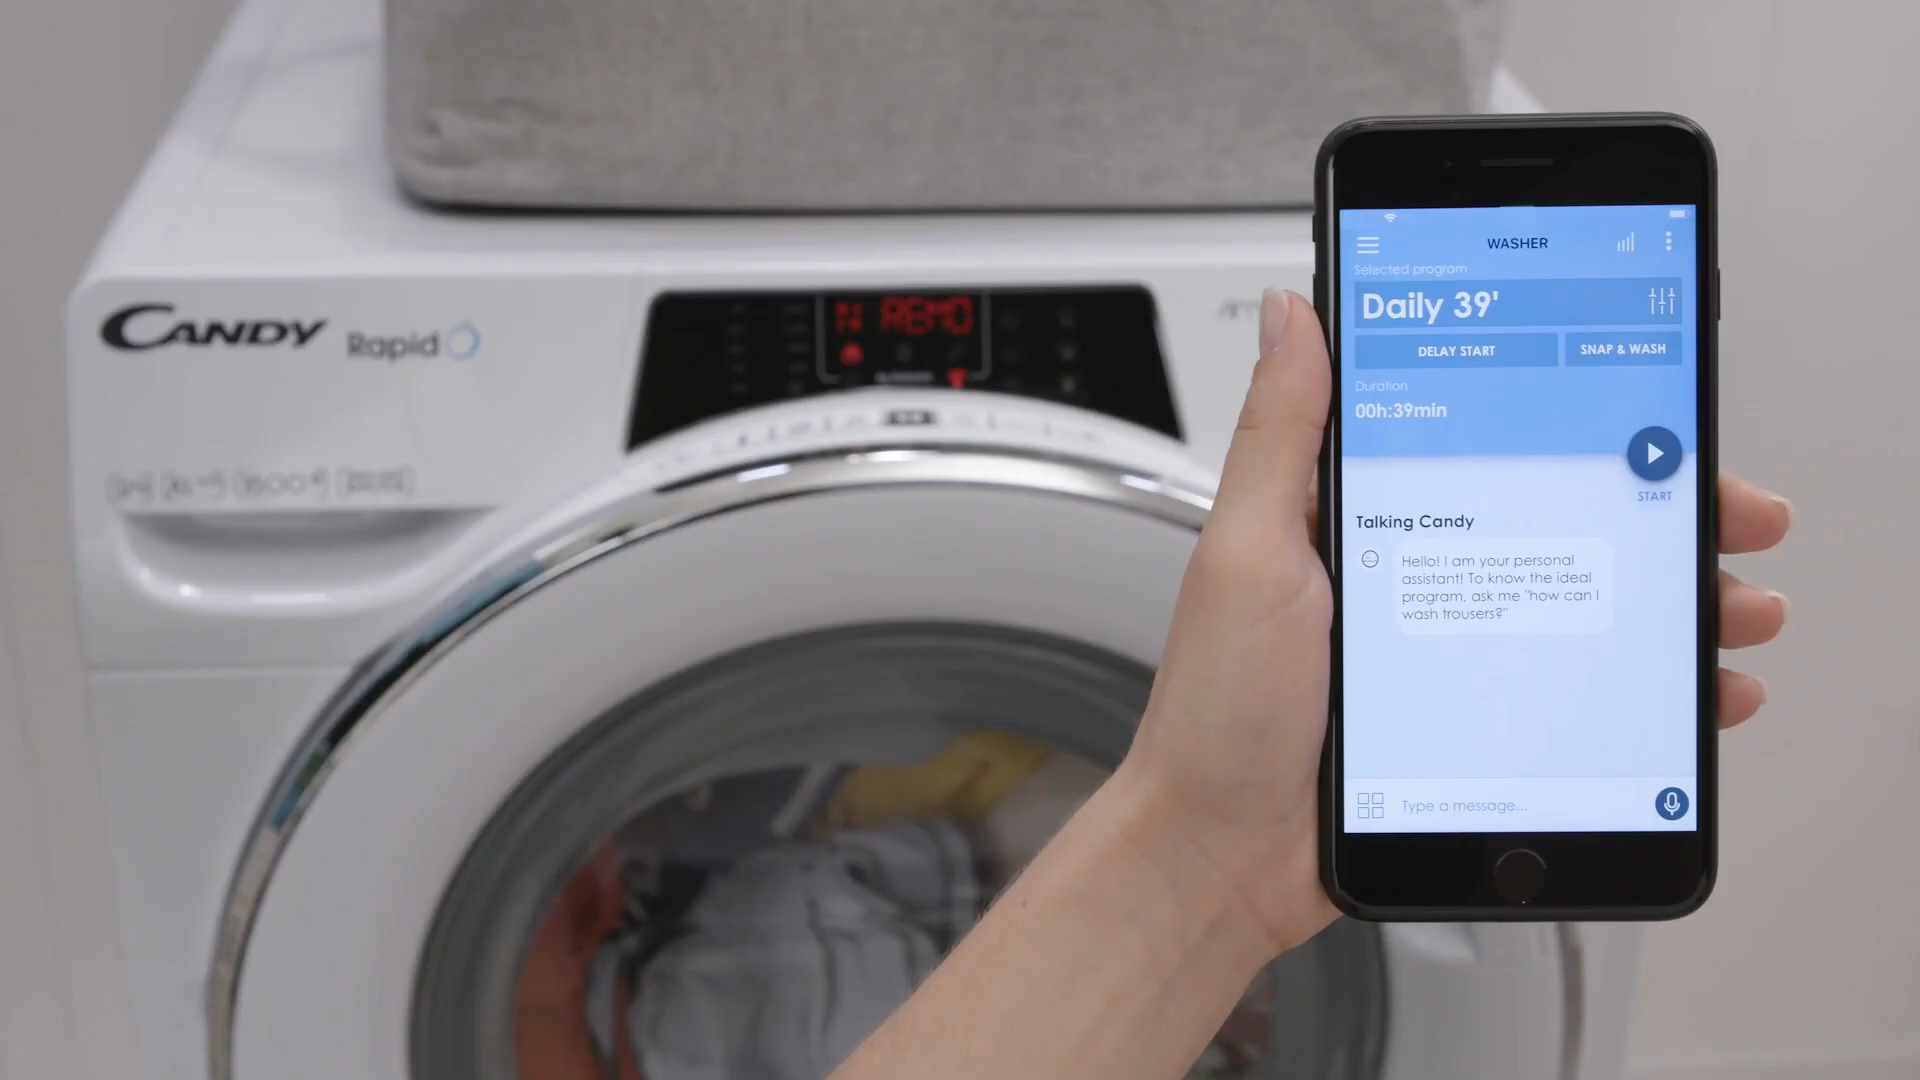 CANDY Rapid
REMO
WASHER
Selected program
Daily 39'
DELAY START
SNAP & WASH
Duration
00h:39min
START
Talking Candy
Hello! I am your personal
assistant! To know the ideal
program, ask me "how can I
wash trousers?"
Type a message...